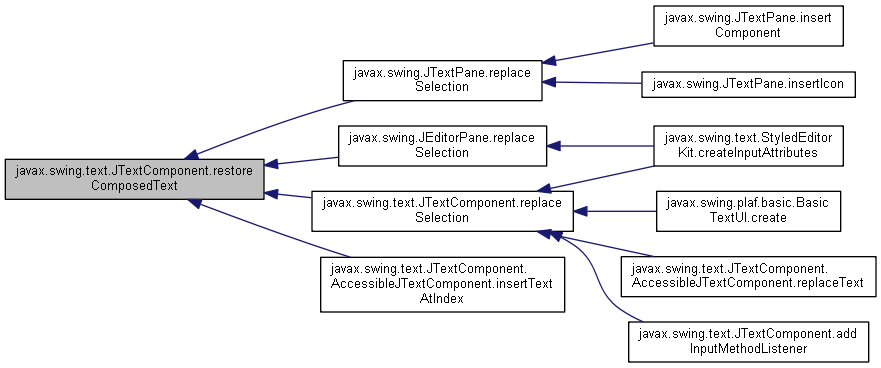 javax.swing.text.JTextComponent.restore
ComposedText
javax.swing.JTextPane.replace
Selection
javax.swing.JTextPane.insert
Component
javax.swing.JTextPane.insertIcon
javax.swing.JEditorPane.replace
Selection
javax.swing.text.StyledEditor
Kit.createInputAttributes
javax.swing.text.JTextComponent.replace
Selection
javax.swing.plaf.basic.Basic
TextUI.create
javax.swing.text.JTextComponent.
AccessibleJTextComponent.replaceText
javax.swing.text.JTextComponent.add
InputMethodListener
javax.swing.text.JTextComponent.
AccessibleJTextComponent.insertText
AtIndex